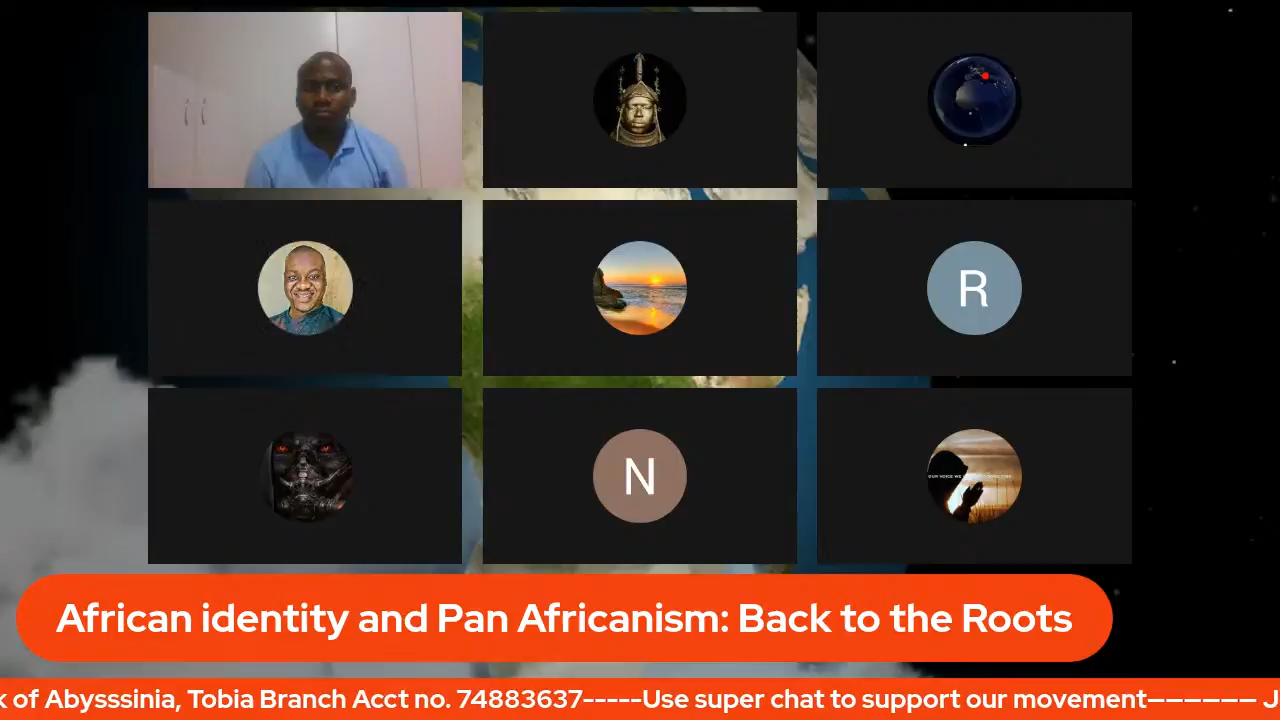 R
N
African identity and Pan Africanism: Back to the Roots
k of Abysssinia, Tobia Branch Acct no. 74883637-----Use super chat to support our movement—————— J